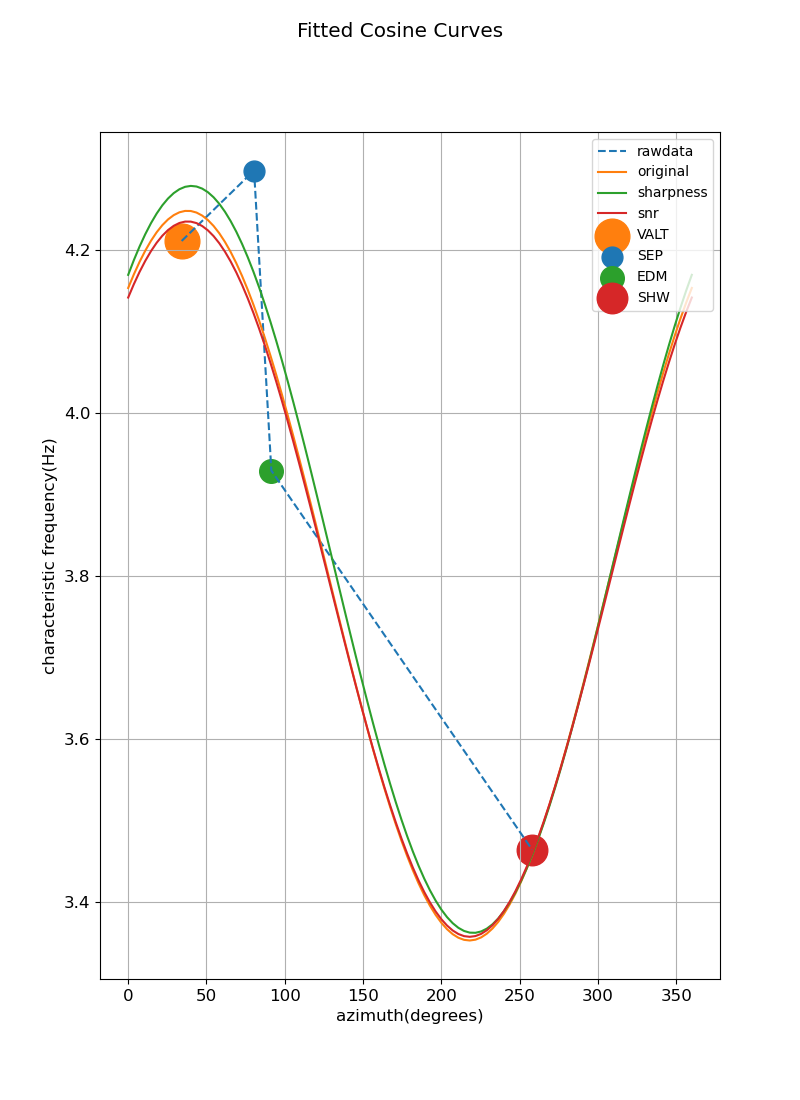 Fitted Cosine Curves
rawdata
original
sharpness
snr
VALT
SEP
EDM
SHW
characteristic frequency(Hz)
4.2
4.0
3.8
3.6
3.4
0 50 100 150 200 250 300 350
azimuth(degrees)